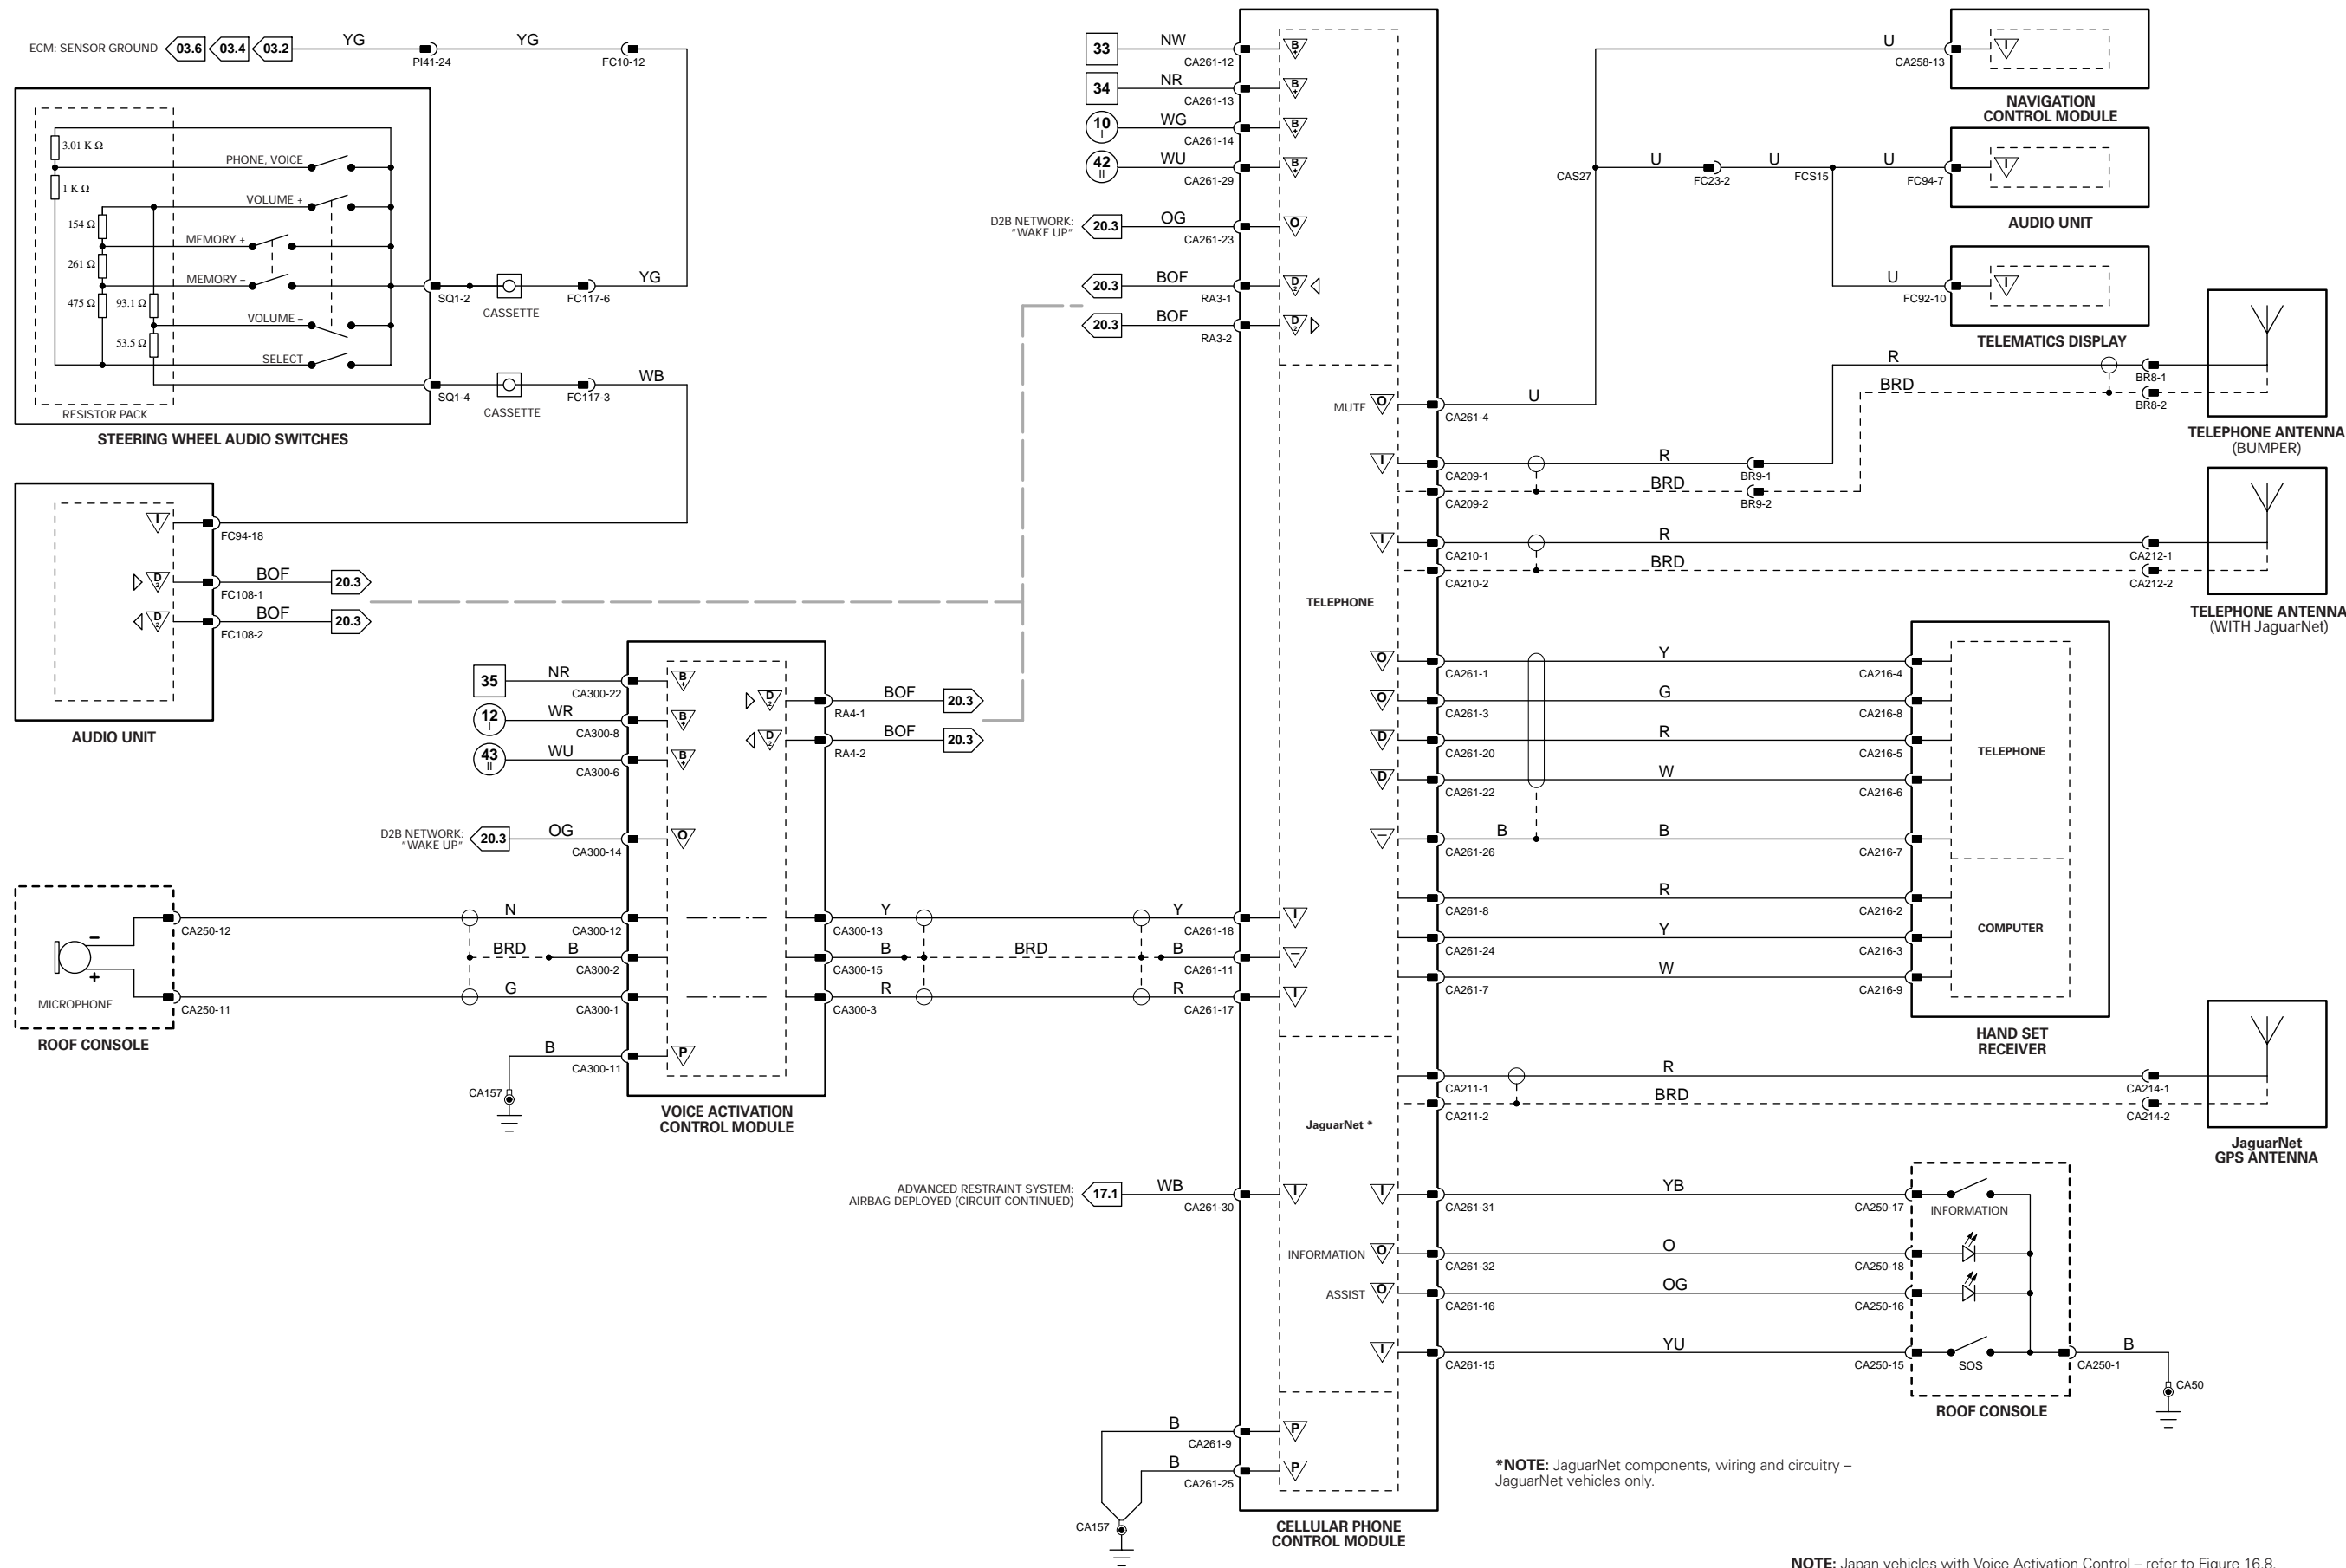 ECM: SENSOR GROUND 03.6 03.4 03.2 YG YG
PI41-24 FC10-12
3.01 K Ω
PHONE, VOICE
1 K Ω
VOLUME +
154 Ω
MEMORY +
261 Ω
MEMORY –
475 Ω 93.1 Ω
VOLUME –
53.5 Ω
SELECT
RESISTOR PACK
STEERING WHEEL AUDIO SWITCHES
SQ1-2
CASSETTE
FC117-6
YG
SQ1-4
CASSETTE
FC117-3
WB
FC94-18
D2 BOF 20.3
FC108-1
D2 BOF 20.3
FC108-2
I
AUDIO UNIT
35 NR B+
CA300-22
12 I WR B+
CA300-8
43 II WU B+
CA300-6
D2B NETWORK:
"WAKE UP"
20.3 OG O
CA300-14
D2 BOF 20.3
RA4-1
D2 BOF 20.3
RA4-2
N
CA250-12 CA300-12
BRD B
CA300-2
G
CA250-11 CA300-1
–
+
MICROPHONE
ROOF CONSOLE
B P
CA300-11
CA157
VOICE ACTIVATION
CONTROL MODULE
Y Y I
CA300-13 CA261-18
B BRD B –
CA300-15 CA261-11
R R I
CA300-3 CA261-17
33 NW B+
CA261-12
34 NR B+
CA261-13
10 I WG B+
CA261-14
42 II WU B+
CA261-29
D2B NETWORK:
"WAKE UP"
20.3 OG O
CA261-23
20.3 BOF D2
RA3-1
20.3 BOF D2
RA3-2
MUTE O U
CA261-4
I R
CA209-1 BR9-1
BRD
CA209-2 BR9-2
I R
CA210-1 CA212-1
BRD
CA210-2 CA212-2
TELEPHONE
O Y
CA261-1 CA216-4
O G
CA261-3 CA216-8
D R
CA261-20 CA216-5
D W
CA261-22 CA216-6
– B B
CA261-26 CA216-7
R
CA261-8 CA216-2
Y
CA261-24 CA216-3
W
CA261-7 CA216-9
TELEPHONE
COMPUTER
HAND SET
RECEIVER
R
CA211-1 CA214-1
BRD
CA211-2 CA214-2
JaguarNet *
JaguarNet
GPS ANTENNA
ADVANCED RESTRAINT SYSTEM:
AIRBAG DEPLOYED (CIRCUIT CONTINUED)
17.1 WB I
CA261-30
I YB
CA261-31 CA250-17
INFORMATION
INFORMATION O O
CA261-32 CA250-18
ASSIST O OG
CA261-16 CA250-16
I YU
CA261-15 CA250-15
SOS
B
CA250-1
CA50
ROOF CONSOLE
B P
CA261-9
B P
CA261-25
CA157
CELLULAR PHONE
CONTROL MODULE
U
CA258-13
I
NAVIGATION
CONTROL MODULE
CAS27
U U U
FC23-2 FCS15 FC94-7
I
AUDIO UNIT
U
FC92-10
I
TELEMATICS DISPLAY
R
BR8-1
BRD
BR8-2
TELEPHONE ANTENNA
(BUMPER)
TELEPHONE ANTENNA
(WITH JaguarNet)
*NOTE: JaguarNet components, wiring and circuitry –
JaguarNet vehicles only.
NOTE: Japan vehicles with Voice Activation Control – refer to Figure 16.8.